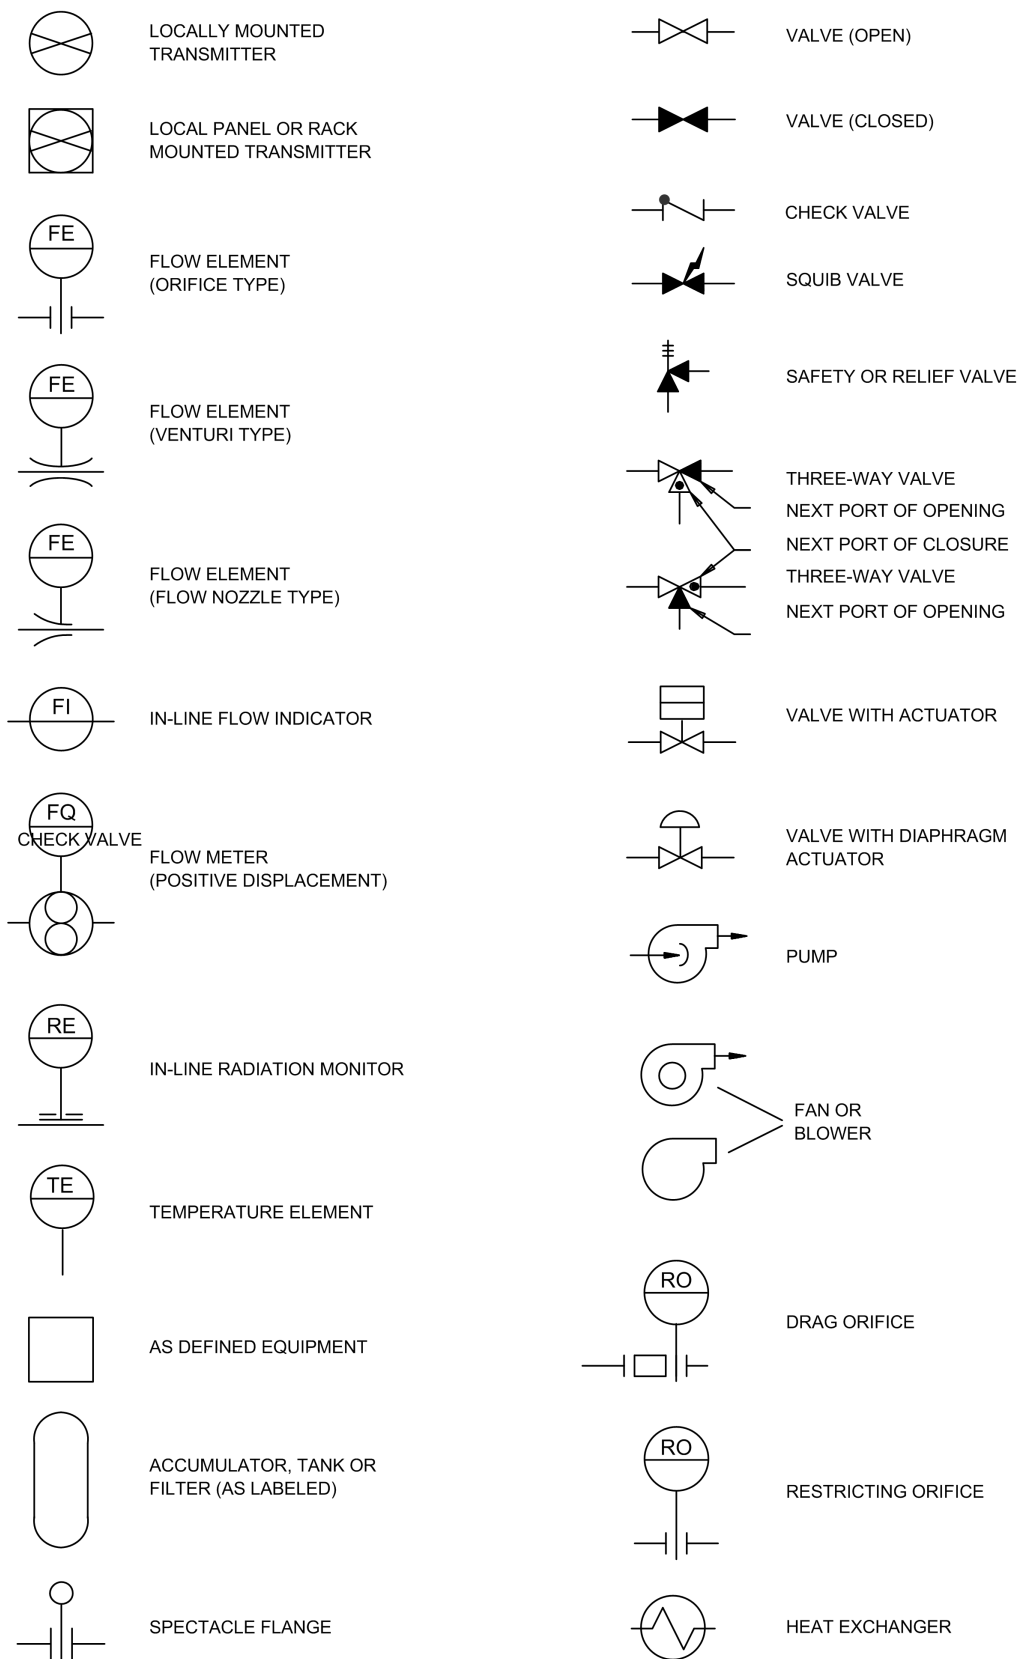 LOCALLY MOUNTED
TRANSMITTER
LOCAL PANEL OR RACK
MOUNTED TRANSMITTER
FE
FLOW ELEMENT
(ORIFICE TYPE)
FE
FLOW ELEMENT
(VENTURI TYPE)
FE
FLOW ELEMENT
(FLOW NOZZLE TYPE)
FI
IN-LINE FLOW INDICATOR
FQ
CHECK VALVE
FLOW METER
(POSITIVE DISPLACEMENT)
RE
IN-LINE RADIATION MONITOR
TE
TEMPERATURE ELEMENT
AS DEFINED EQUIPMENT
ACCUMULATOR, TANK OR
FILTER (AS LABELED)
SPECTACLE FLANGE
VALVE (OPEN)
VALVE (CLOSED)
CHECK VALVE
SQUIB VALVE
SAFETY OR RELIEF VALVE
THREE-WAY VALVE
NEXT PORT OF OPENING
NEXT PORT OF CLOSURE
THREE-WAY VALVE
NEXT PORT OF OPENING
VALVE WITH ACTUATOR
VALVE WITH DIAPHRAGM
ACTUATOR
PUMP
FAN OR
BLOWER
RO
DRAG ORIFICE
RO
RESTRICTING ORIFICE
HEAT EXCHANGER